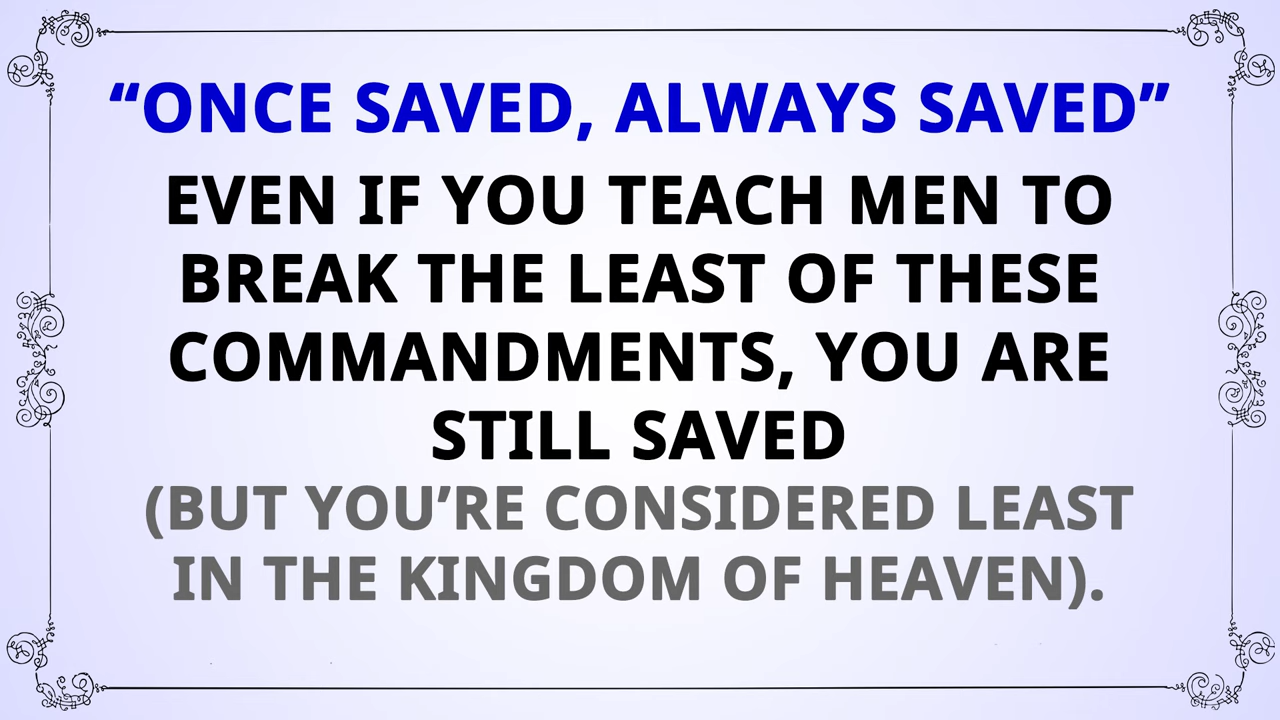 “ONCE SAVED, ALWAYS SAVED”
EVEN IF YOU TEACH MEN TO
BREAK THE LEAST OF THESE
COMMANDMENTS, YOU ARE
STILL SAVED
(BUT YOU’RE CONSIDERED LEAST
IN THE KINGDOM OF HEAVEN).